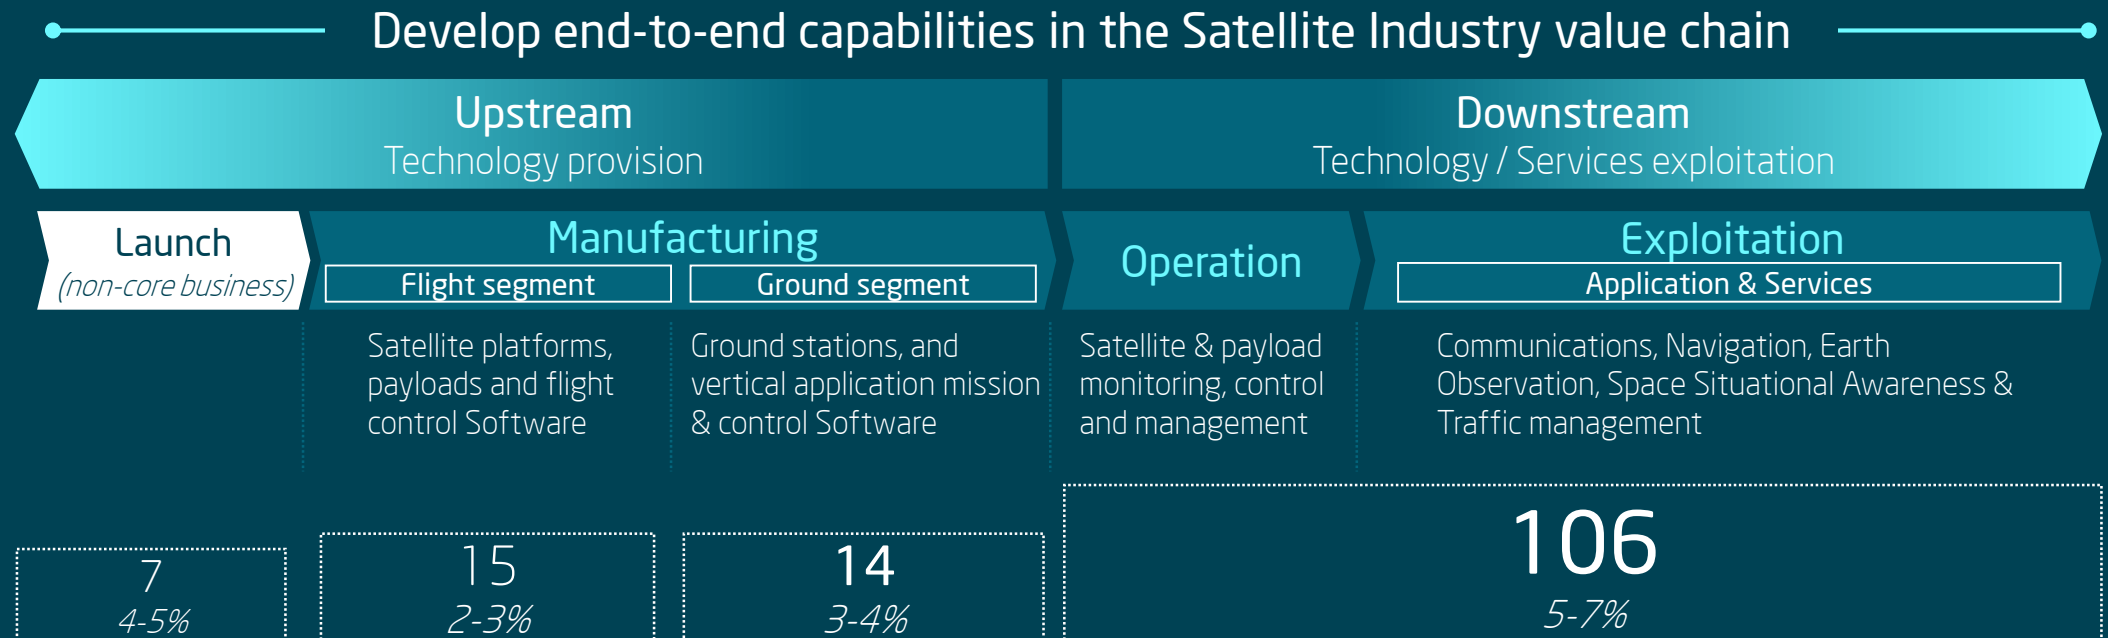 Develop end-to-end capabilities in the Satellite Industry value chain
Upstream
Technology provision
Downstream
Technology / Services exploitation
Launch
(non-core business)
Manufacturing
Flight segment
Ground segment
Operation
Exploitation
Application & Services
Satellite platforms,
payloads and flight
control Software
Ground stations, and
vertical application mission
& control Software
Satellite & payload
monitoring, control
and management
Communications, Navigation, Earth
Observation, Space Situational Awareness &
Traffic management
7
4-5%
15
2-3%
14
3-4%
106
5-7%